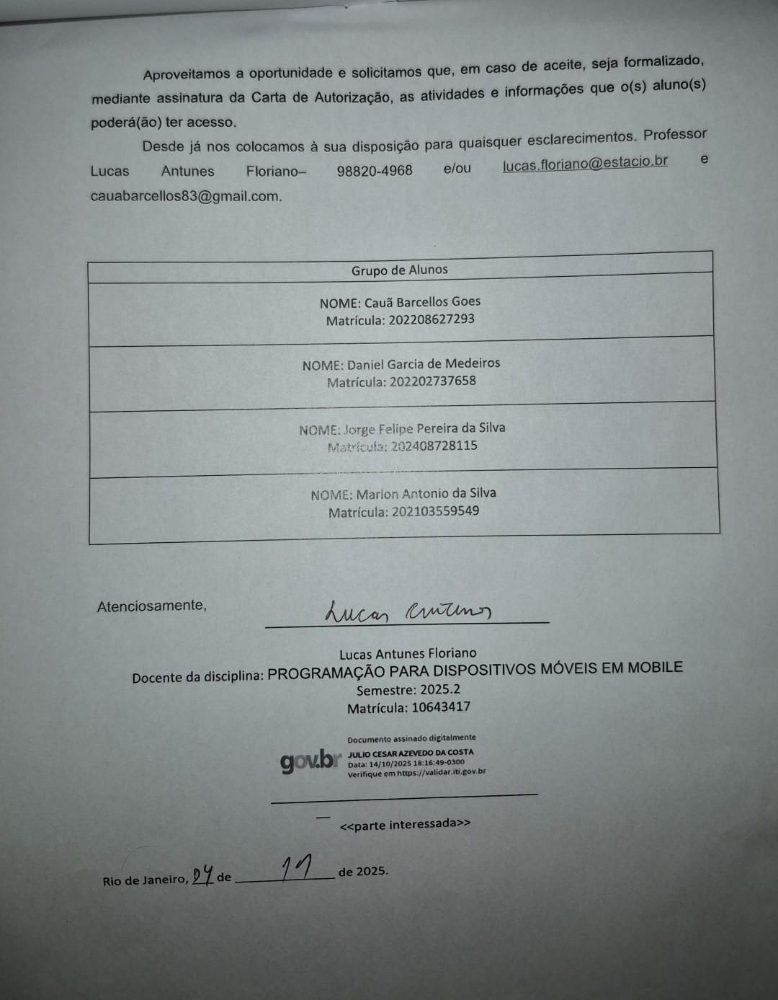 Aproveitamos a oportunidade e solicitamos que, em caso de aceite, seja formalizado,
mediante assinatura da Carta de Autorização, as atividades e informações que o(s) aluno(s)
poderá(ão) ter acesso.
Desde já nos colocamos à sua disposição para quaisquer esclarecimentos. Professor
Lucas Antunes Floriano– 98820-4968 e/ou lucas.floriano@estacio.br e
cauabarcellos83@gmail.com.
Grupo de Alunos
NOME: Cauã Barcellos Goes
Matrícula: 202208627293
NOME: Daniel Garcia de Medeiros
Matrícula: 202202737658
NOME: Jorge Felipe Pereira da Silva
Matrícula: 202408728115
NOME: Marlon Antonio da Silva
Matrícula: 202103559549
Atenciosamente,
Lucas Antunes
Lucas Antunes Floriano
Docente da disciplina: PROGRAMAÇÃO PARA DISPOSITIVOS MÓVEIS EM MOBILE
Semestre: 2025.2
Matrícula: 10643417
gov.br
Documento assinado digitalmente
JULIO CESAR AZEVEDO DA COSTA
Data: 14/10/2025 18:16:49-0300
Verifique em https://validar.iti.gov.br
<<parte interessada>>
Rio de Janeiro, 04 de 11 de 2025.